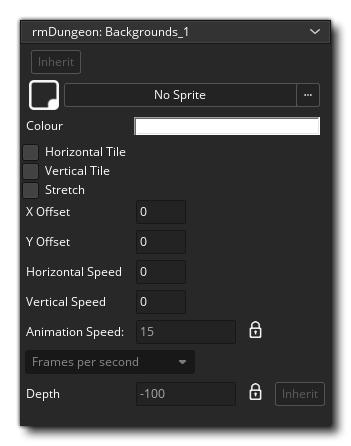 rmDungeon: Backgrounds_1
Inherit
No Sprite ...
Colour
Horizontal Tile
Vertical Tile
Stretch
X Offset 0
Y Offset 0
Horizontal Speed 0
Vertical Speed 0
Animation Speed: 15
Frames per second
Depth -100 Inherit